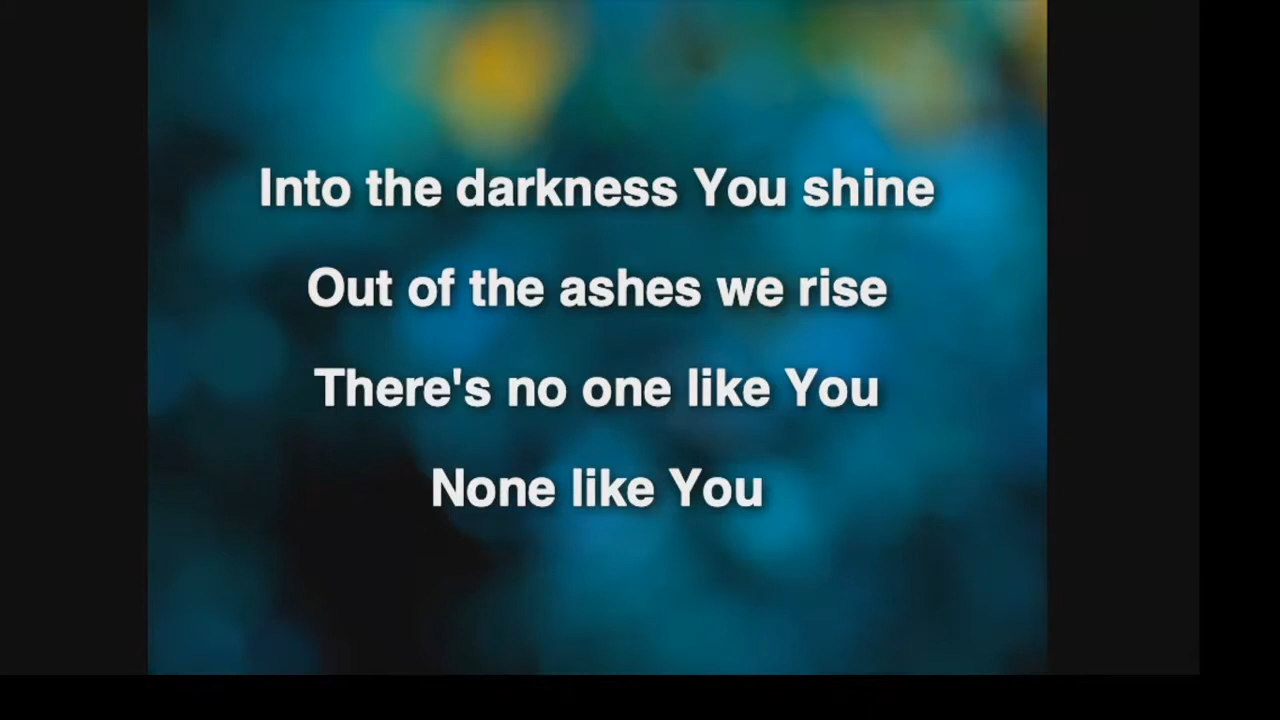 Into the darkness You shine
Out of the ashes we rise
There's no one like You
None like You